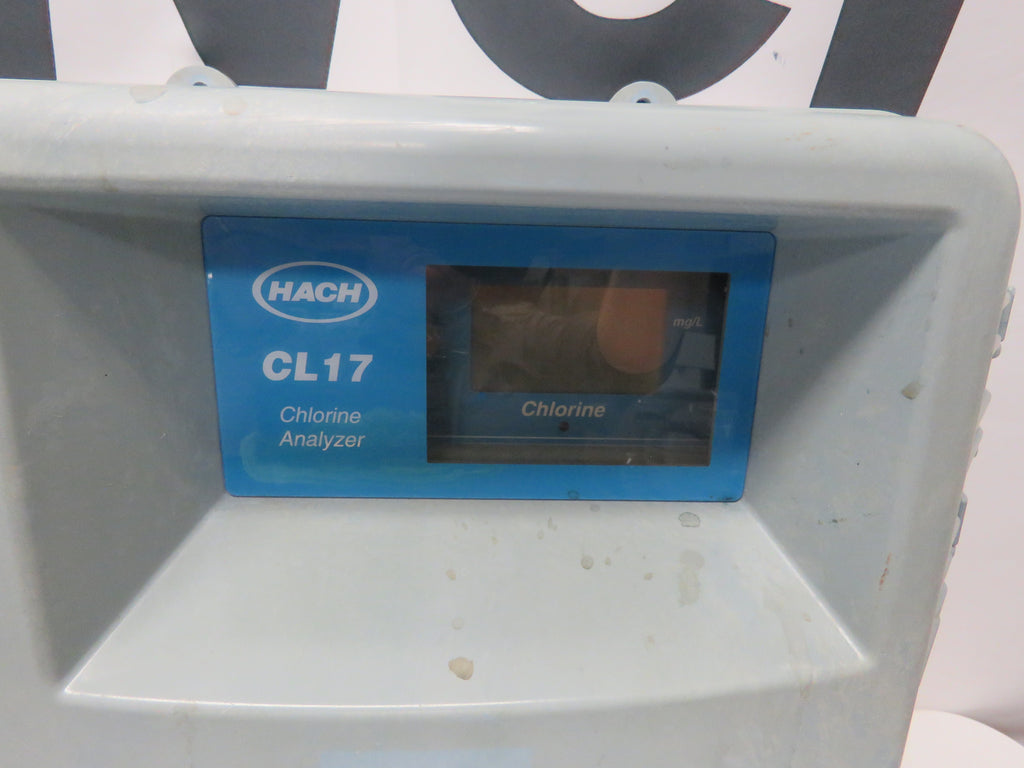 HACH
CL17
Chlorine
Analyzer
mg/L
Chlorine